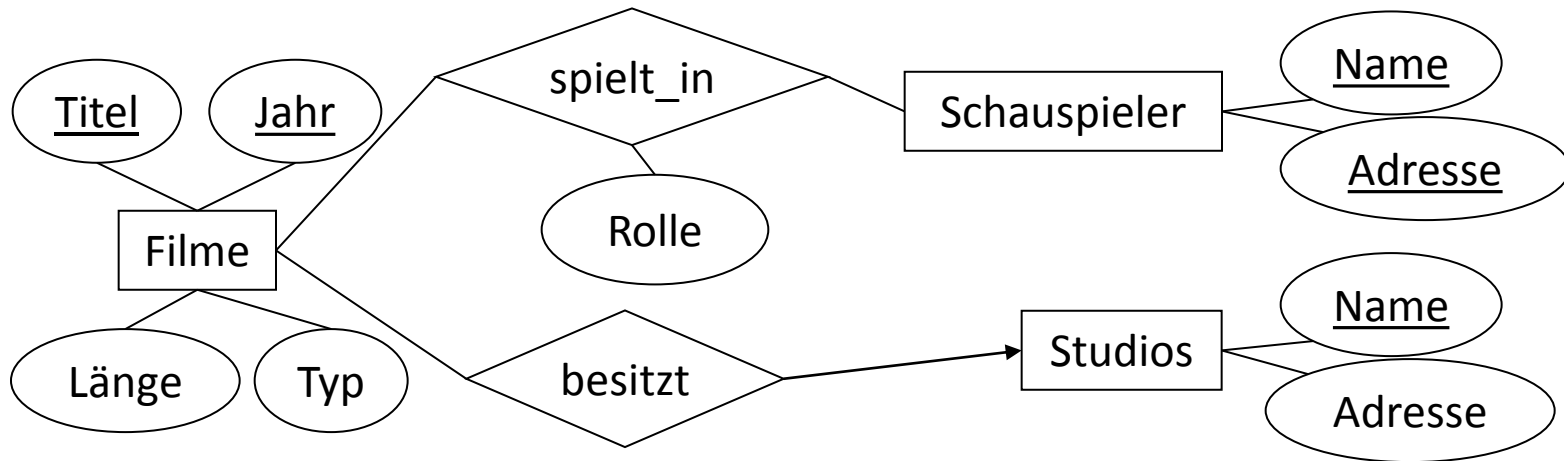 Titel
Jahr
Filme
Länge
Typ
spielt_in
Rolle
besitzt
Schauspieler
Name
Adresse
Studios
Name
Adresse